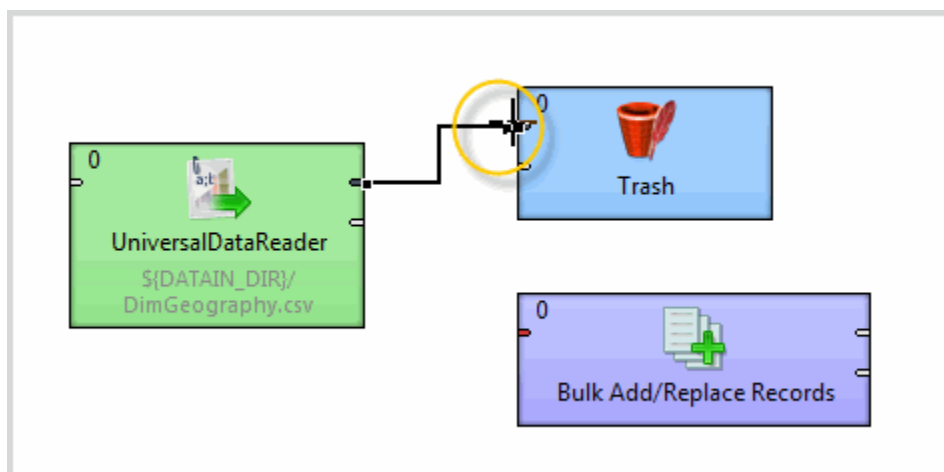 0
Trash
0
a;b
UniversalDataReader
${DATAIN_DIR}/
DimGeography.csv
0
Bulk Add/Replace Records